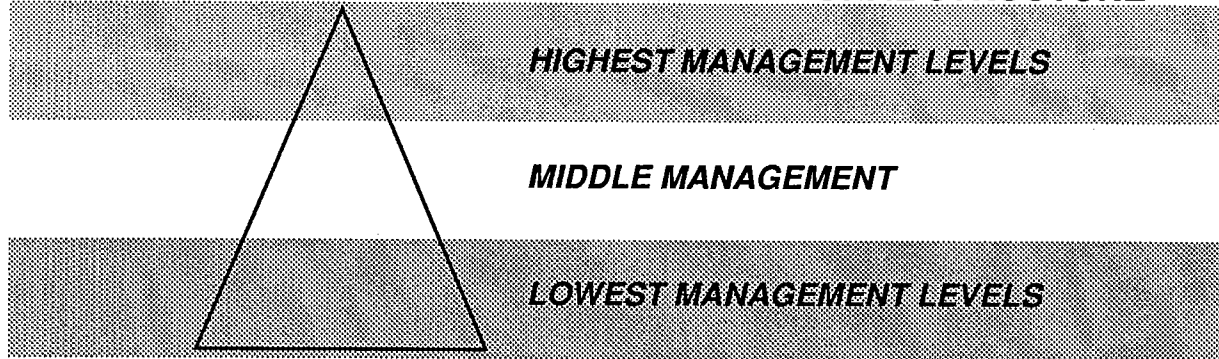 HIGHEST MANAGEMENT LEVELS
MIDDLE MANAGEMENT
LOWEST MANAGEMENT LEVELS